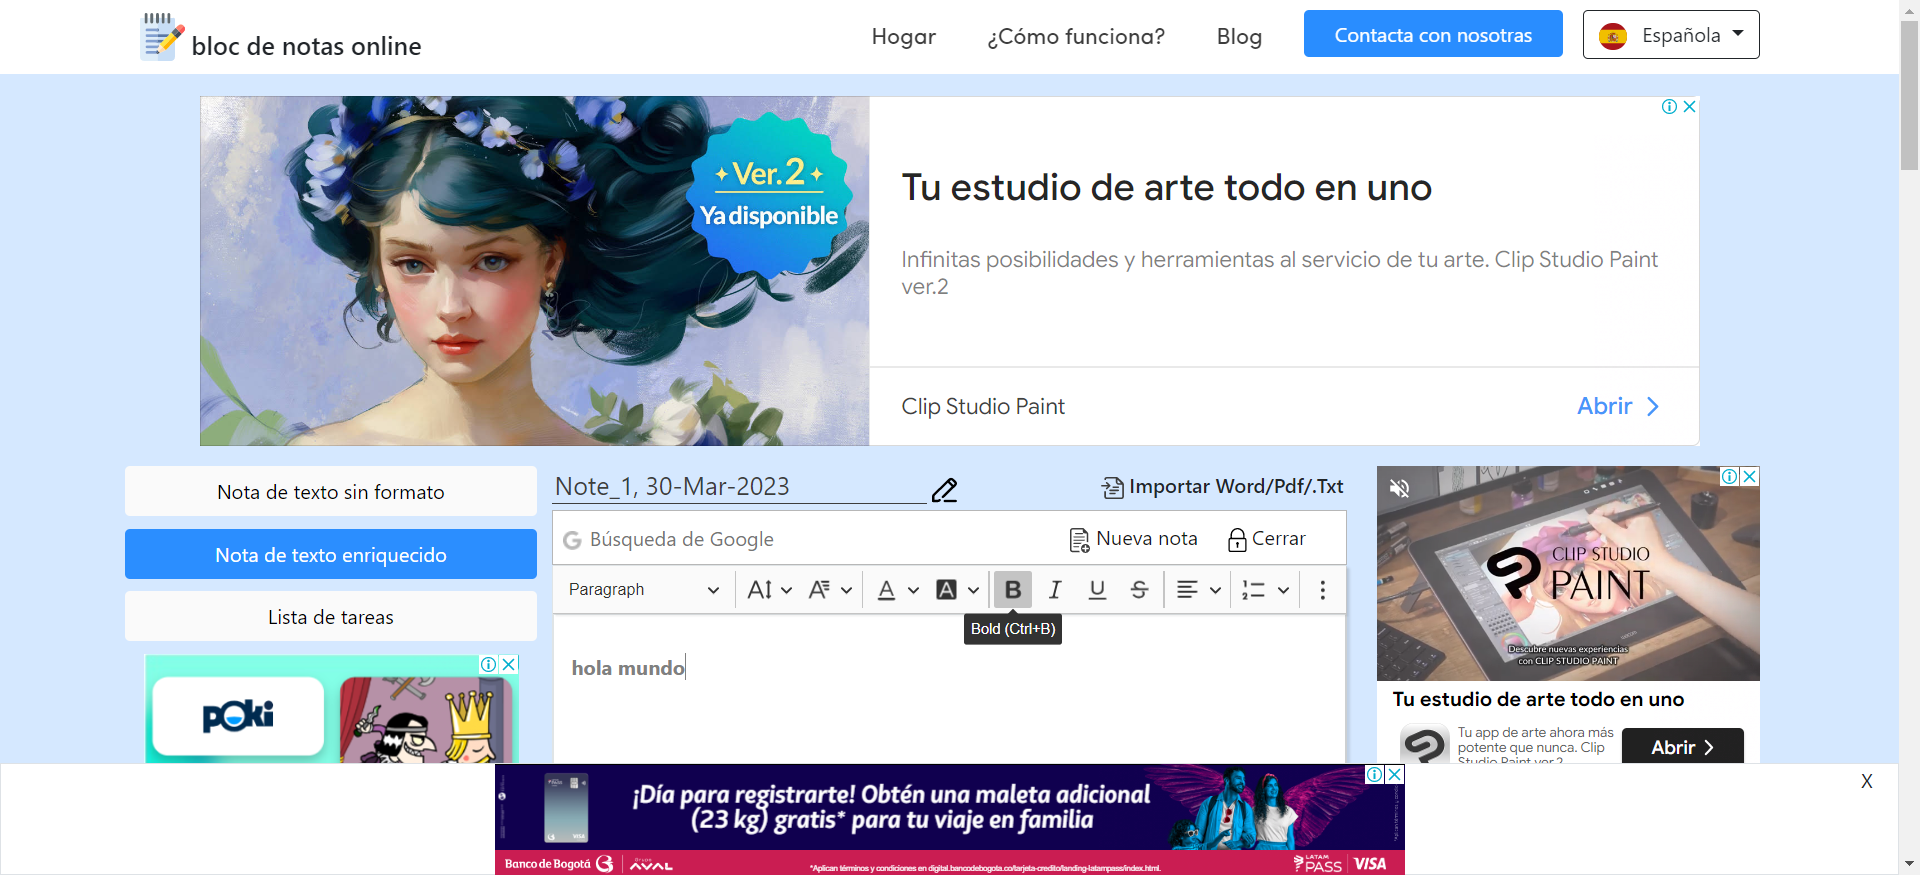 bloc de notas online
Hogar
¿Cómo funciona?
Blog
Contacta con nosotras
Española
Ver.2
Ya disponible
Tu estudio de arte todo en uno
Infinitas posibilidades y herramientas al servicio de tu arte. Clip Studio Paint
ver.2
Clip Studio Paint
Abrir
Nota de texto sin formato
Nota de texto enriquecido
Lista de tareas
Note_1, 30-Mar-2023
Importar Word/Pdf/.Txt
Búsqueda de Google
Nueva nota
Cerrar
Paragraph
Bold (Ctrl+B)
hola mundo
CLIP STUDIO
PAINT
Descubre nuevas experiencias
con CLIP STUDIO PAINT
Tu estudio de arte todo en uno
Tu app de arte ahora más
potente que nunca. Clip
Studio Paint ver.2
Abrir
poki
¡Día para registrarte! Obtén una maleta adicional
(23 kg) gratis* para tu viaje en familia
Banco de Bogotá
Grupo
AVAL
*Aplican términos y condiciones en digital.bancodebogota.co/tarjeta-credito/landing-latampass/index.html.
LATAM
PASS
VISA
VISA
X